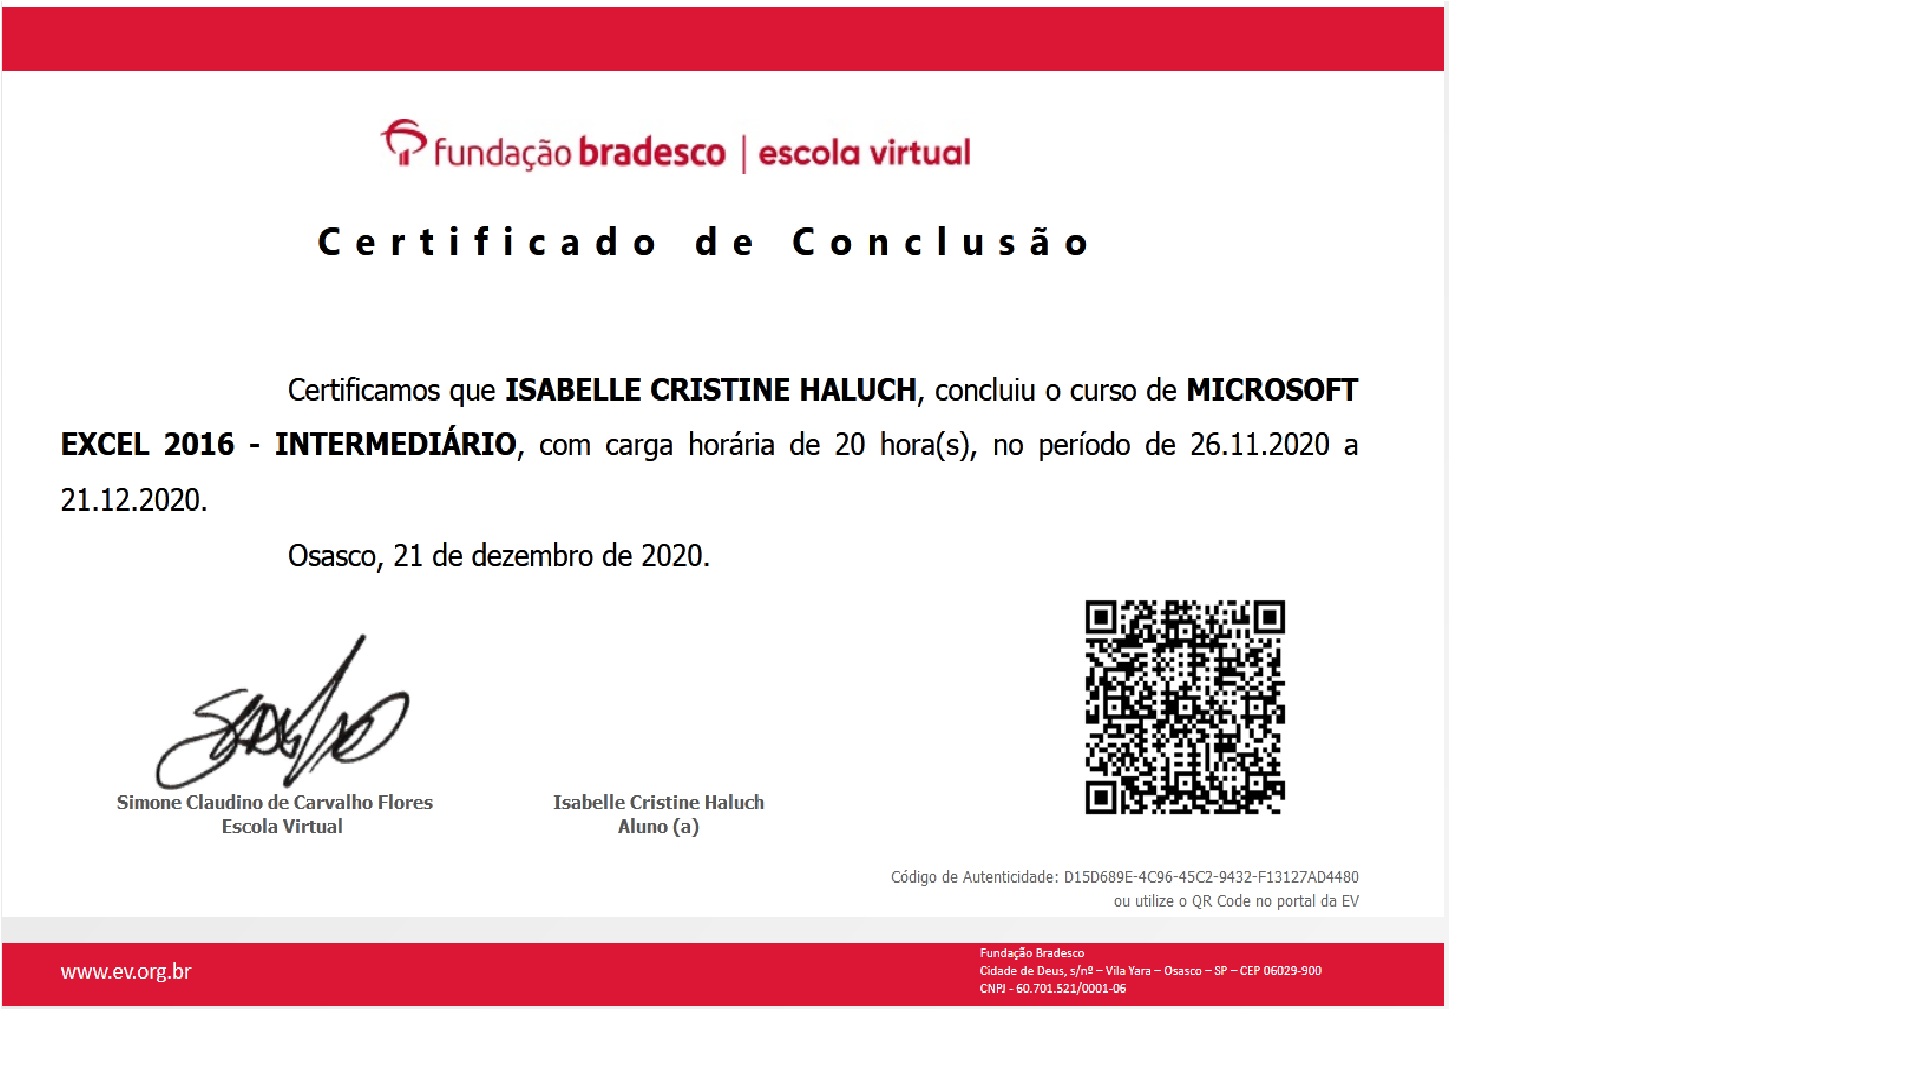 fundação bradesco | escola virtual
Certificado de Conclusão
Certificamos que ISABELLE CRISTINE HALUCH, concluiu o curso de MICROSOFT
EXCEL 2016 - INTERMEDIÁRIO, com carga horária de 20 hora(s), no período de 26.11.2020 a
21.12.2020.
Osasco, 21 de dezembro de 2020.
Simone Claudino de Carvalho Flores
Escola Virtual
Isabelle Cristine Haluch
Aluno (a)
Código de Autenticidade: D15D689E-4C96-45C2-9432-F13127AD4480
ou utilize o QR Code no portal da EV
www.ev.org.br
Fundação Bradesco
Cidade de Deus, s/nº – Vila Yara – Osasco – SP – CEP 06029-900
CNPJ - 60.701.521/0001-06